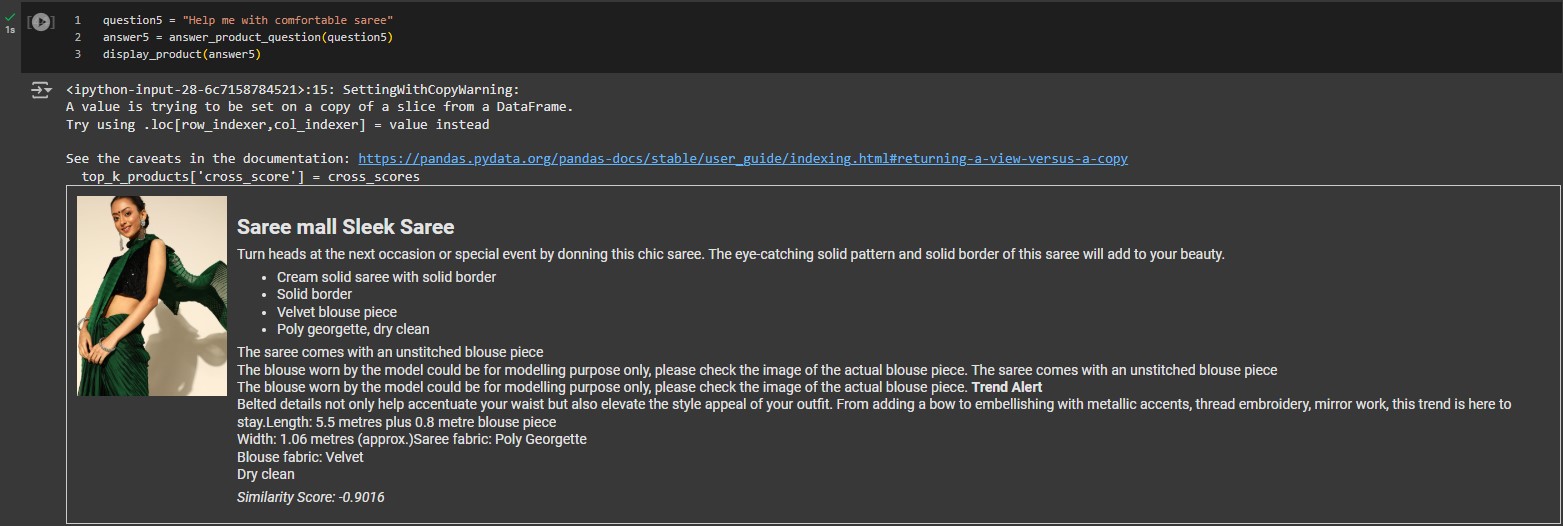 1s
1 question5 = "Help me with comfortable saree"
2 answer5 = answer_product_question(question5)
3 display_product(answer5)
<ipython-input-28-6c7158784521>:15: SettingWithCopyWarning:
A value is trying to be set on a copy of a slice from a DataFrame.
Try using .loc[row_indexer,col_indexer] = value instead
See the caveats in the documentation: https://pandas.pydata.org/pandas-docs/stable/user_guide/indexing.html#returning-a-view-versus-a-copy
top_k_products['cross_score'] = cross_scores
Saree mall Sleek Saree
Turn heads at the next occasion or special event by donning this chic saree. The eye-catching solid pattern and solid border of this saree will add to your beauty.
• Cream solid saree with solid border
• Solid border
• Velvet blouse piece
• Poly georgette, dry clean
The saree comes with an unstitched blouse piece
The blouse worn by the model could be for modelling purpose only, please check the image of the actual blouse piece. The saree comes with an unstitched blouse piece
The blouse worn by the model could be for modelling purpose only, please check the image of the actual blouse piece. Trend Alert
Belted details not only help accentuate your waist but also elevate the style appeal of your outfit. From adding a bow to embellishing with metallic accents, thread embroidery, mirror work, this trend is here to
stay.Length: 5.5 metres plus 0.8 metre blouse piece
Width: 1.06 metres (approx.)Saree fabric: Poly Georgette
Blouse fabric: Velvet
Dry clean
Similarity Score: -0.9016